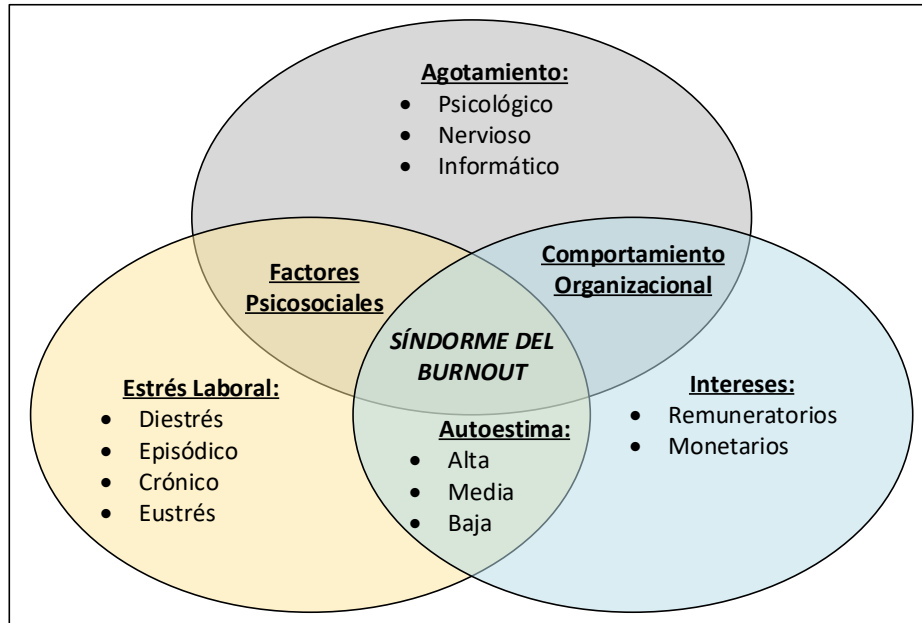 Agotamiento:
• Psicológico
• Nervioso
• Informático
Factores
Psicosociales
Comportamiento
Organizacional
SÍNDORME DEL
BURNOUT
Estrés Laboral:
• Diestrés
• Episódico
• Crónico
• Eustrés
Autoestima:
• Alta
• Media
• Baja
Intereses:
• Remuneratorios
• Monetarios